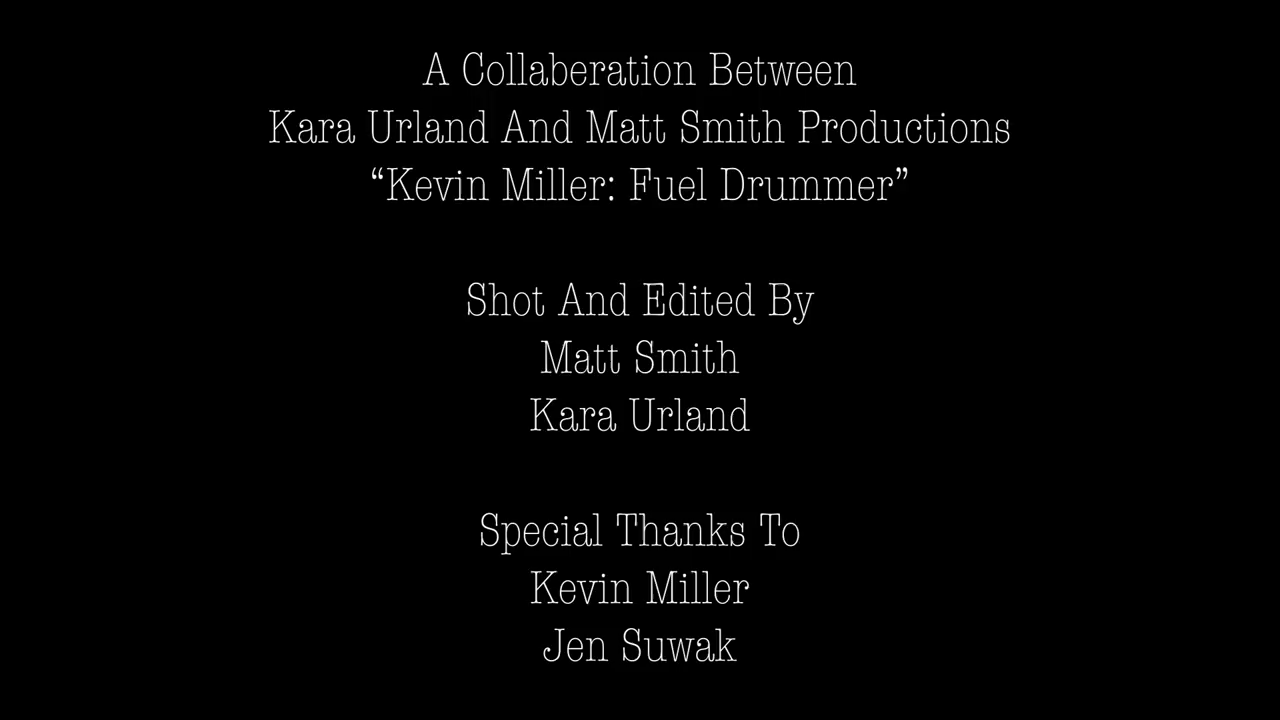 A Collaberation Between
Kara Urland And Matt Smith Productions
“Kevin Miller: Fuel Drummer”
Shot And Edited By
Matt Smith
Kara Urland
Special Thanks To
Kevin Miller
Jen Suwak